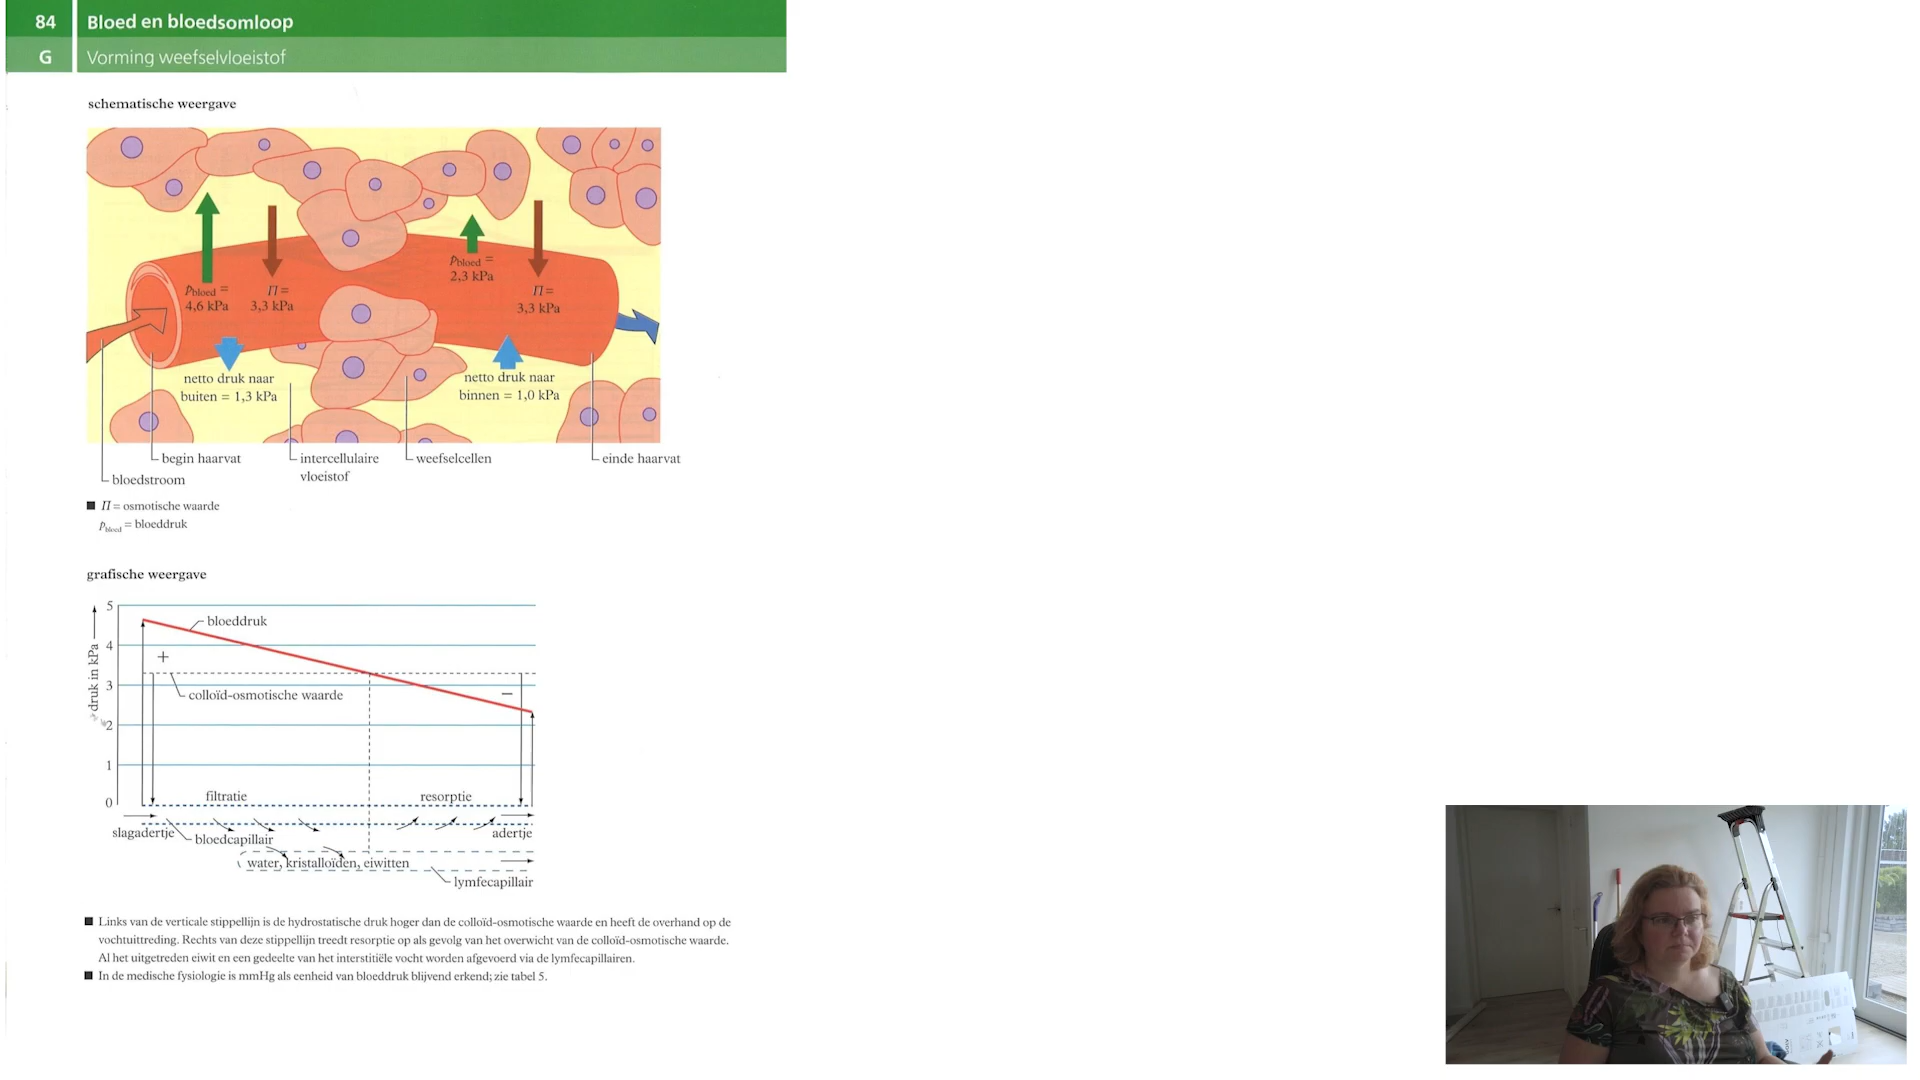 84 Bloed en bloedsomloop
G Vorming weefselvloeistof
schematische weergave
pbloed =
4,6 kPa
Π =
3,3 kPa
pbloed =
2,3 kPa
Π =
3,3 kPa
netto druk naar
buiten = 1,3 kPa
netto druk naar
binnen = 1,0 kPa
begin haarvat
intercellulaire
vloeistof
weefselcellen
einde haarvat
bloedstroom
■ Π = osmotische waarde
pbloed = bloeddruk
grafische weergave
druk in kPa
5
4
3
2
1
0
bloeddruk
+
colloïd-osmotische waarde
−
filtratie
resorptie
slagadertje
bloedcapillair
adertje
water, kristalloïden, eiwitten
lymfecapillair
■ Links van de verticale stippellijn is de hydrostatische druk hoger dan de colloïd-osmotische waarde en heeft de overhand op de
vochtuittreding. Rechts van deze stippellijn treedt resorptie op als gevolg van het overwicht van de colloïd-osmotische waarde.
Al het uitgetreden eiwit en een gedeelte van het interstitiële vocht worden afgevoerd via de lymfecapillairen.
■ In de medische fysiologie is mmHg als eenheid van bloeddruk blijvend erkend; zie tabel 5.